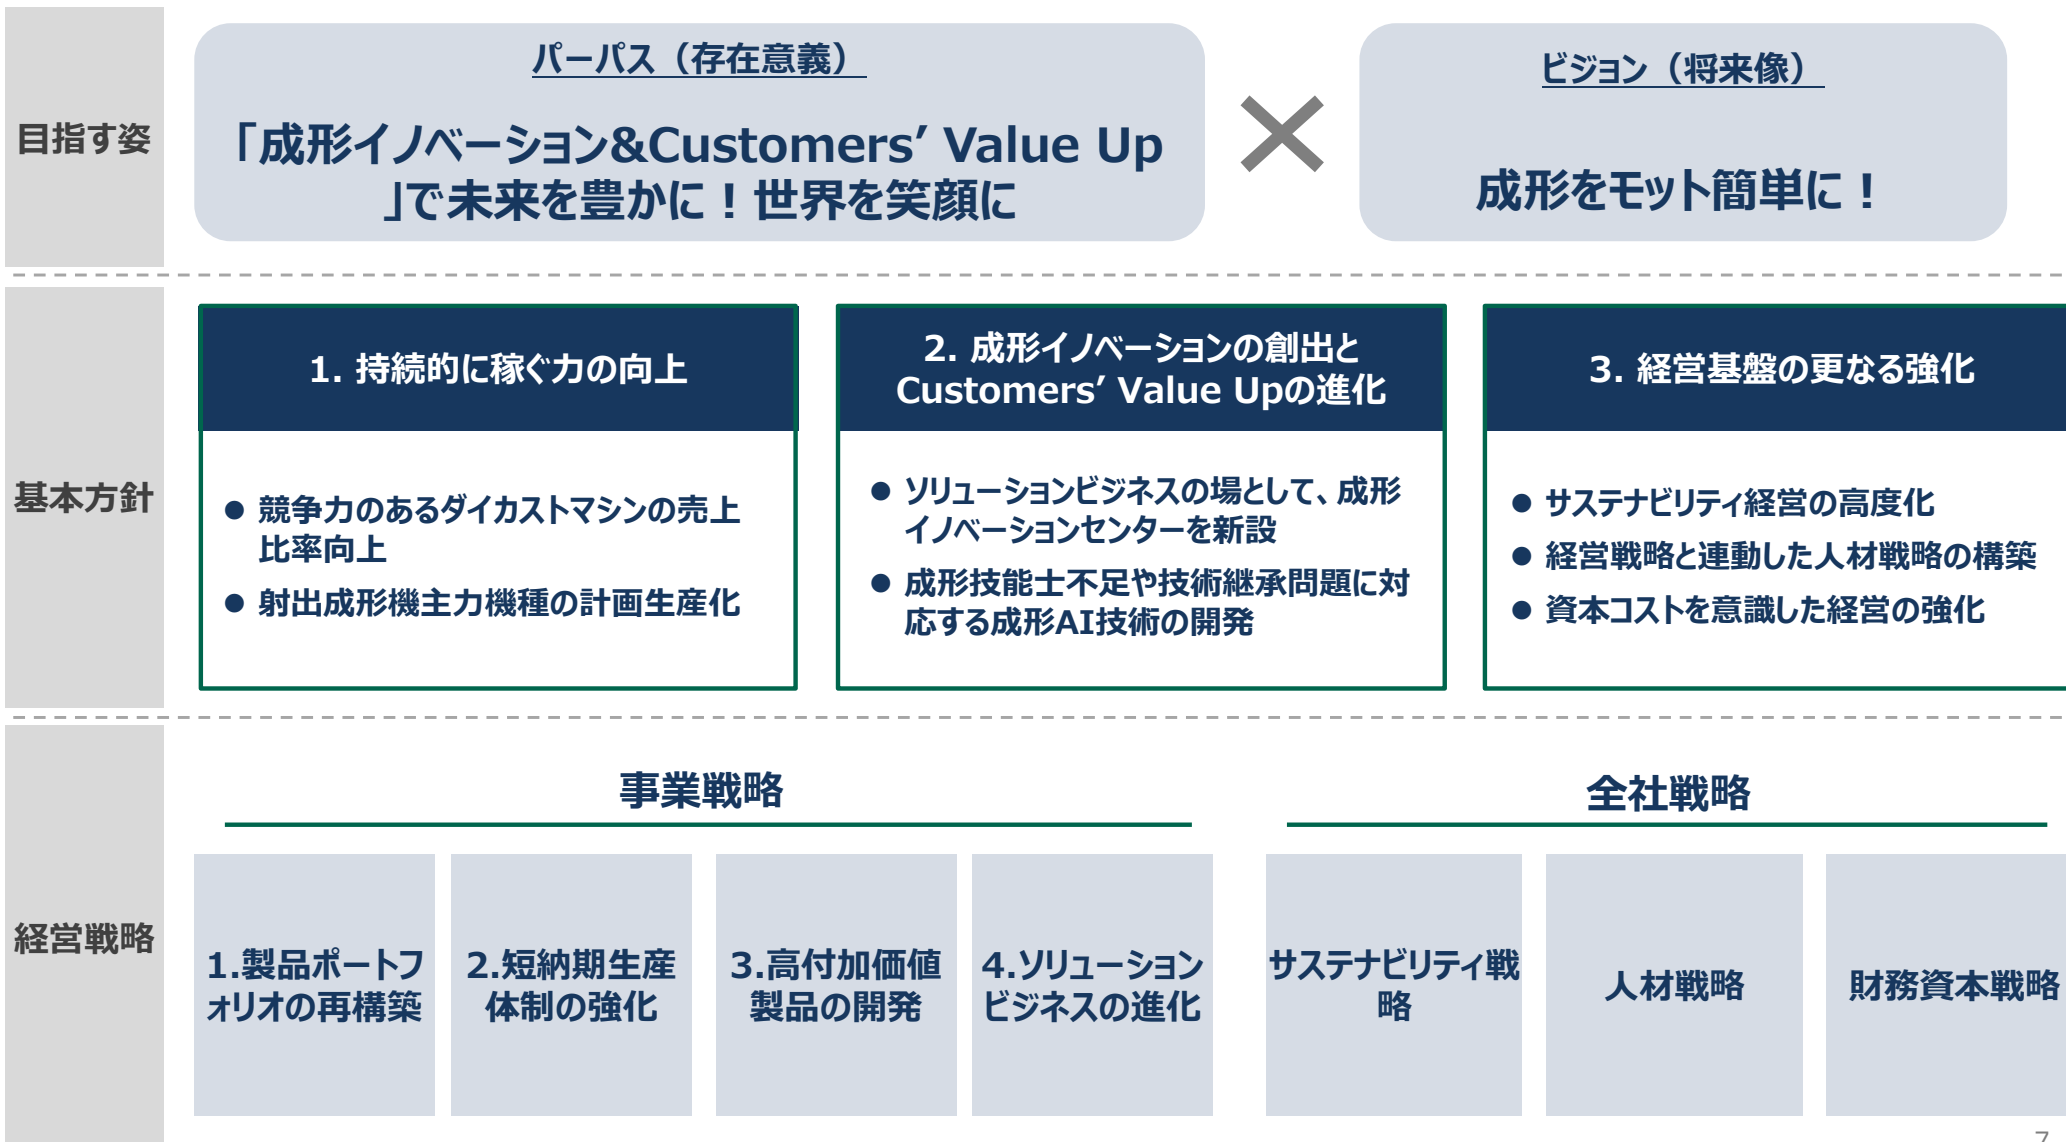 目指す姿
パーパス（存在意義）
「成形イノベーション&Customers’ Value Up
」で未来を豊かに！世界を笑顔に
ビジョン（将来像）
成形をモット簡単に！
基本方針
1. 持続的に稼ぐ力の向上
● 競争力のあるダイカストマシンの売上
比率向上
● 射出成形機主力機種の計画生産化
2. 成形イノベーションの創出と
Customers’ Value Upの進化
● ソリューションビジネスの場として、成形
イノベーションセンターを新設
● 成形技能士不足や技術継承問題に対
応する成形AI技術の開発
3. 経営基盤の更なる強化
● サステナビリティ経営の高度化
● 経営戦略と連動した人材戦略の構築
● 資本コストを意識した経営の強化
経営戦略
事業戦略
1.製品ポートフ
ォリオの再構築
2.短納期生産
体制の強化
3.高付加価値
製品の開発
4.ソリューション
ビジネスの進化
全社戦略
サステナビリティ戦
略
人材戦略
財務資本戦略
7